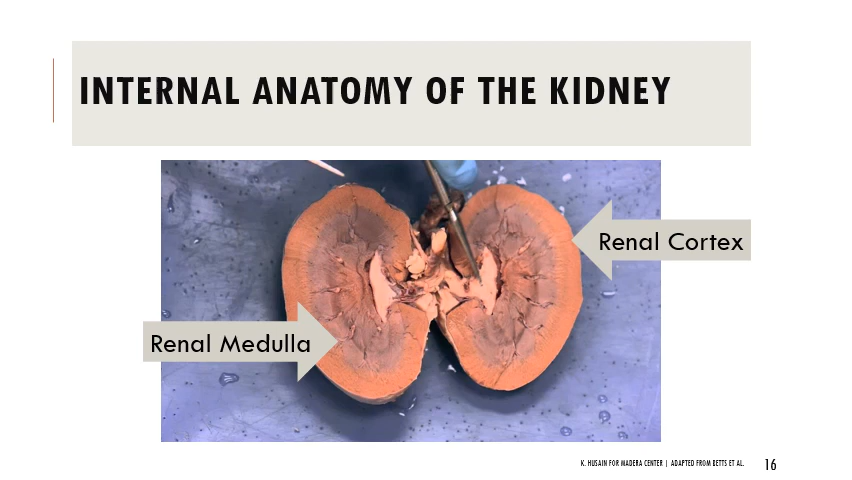 INTERNAL ANATOMY OF THE KIDNEY
Renal Cortex
Renal Medulla
K. HUSAIN FOR MADERA CENTER | ADAPTED FROM BETTS ET AL.
16